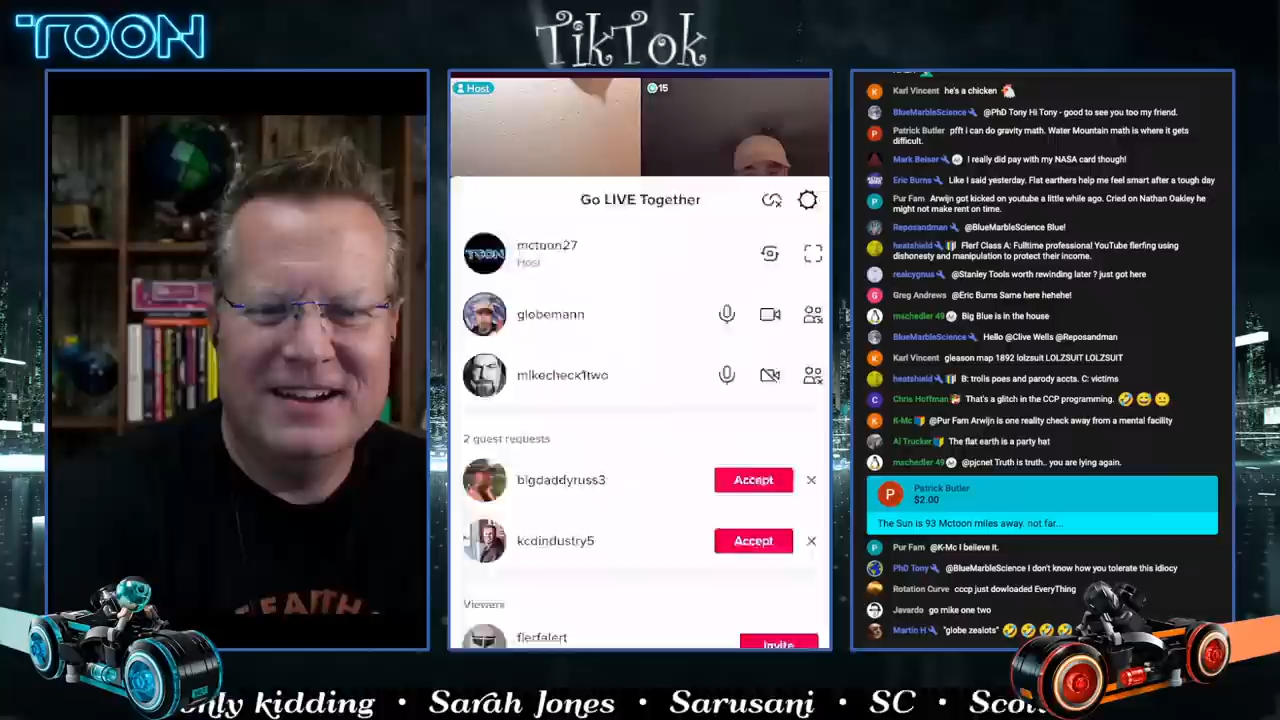 TOON
TikTok
Host
15
Go LIVE Together
mctoon27
Host
TOON
globemann
mikecheck1two
2 guest requests
bigdaddyruss3
Accept
kcdindustry5
Accept
Viewers
flerfalert
Invite
Karl Vincent he's a chicken
BlueMarbleScience @PhD Tony Hi Tony - good to see you too my friend.
Patrick Butler pfft i can do gravity math. Water Mountain math is where it gets
difficult.
Mark Beiser I really did pay with my NASA card though!
Eric Burns Like I said yesterday. Flat earthers help me feel smart after a tough day
Pur Fam Arwijn got kicked on youtube a little while ago. Cried on Nathan Oakley he
might not make rent on time.
Reposandman @BlueMarbleScience Blue!
heatshield Flerf Class A: Fulltime professional YouTube flerfing using
dishonesty and manipulation to protect their income.
realcygnus @Stanley Tools worth rewinding later ? just got here
Greg Andrews @Eric Burns Same here hehehe!
mschedler 49 Big Blue is in the house
BlueMarbleScience Hello @Clive Wells @Reposandman
Karl Vincent gleason map 1892 lolzsuit LOLZSUIT LOLZSUIT
heatshield B: trolls poes and parody accts. C: victims
Chris Hoffman That's a glitch in the CCP programming.
K-Mc @Pur Fam Arwijn is one reality check away from a mental facility
Al Trucker The flat earth is a party hat
mschedler 49 @pjcnet Truth is truth.. you are lying again.
P
Patrick Butler
$2.00
The Sun is 93 Mctoon miles away. not far...
Pur Fam @K-Mc I believe it.
PhD Tony @BlueMarbleScience I don't know how you tolerate this idiocy
Rotation Curve cccp just dowloaded EveryThing
Javardo go mike one two
Martin H "globe zealots"
only kidding • Sarah Jones • Sarusani • SC •